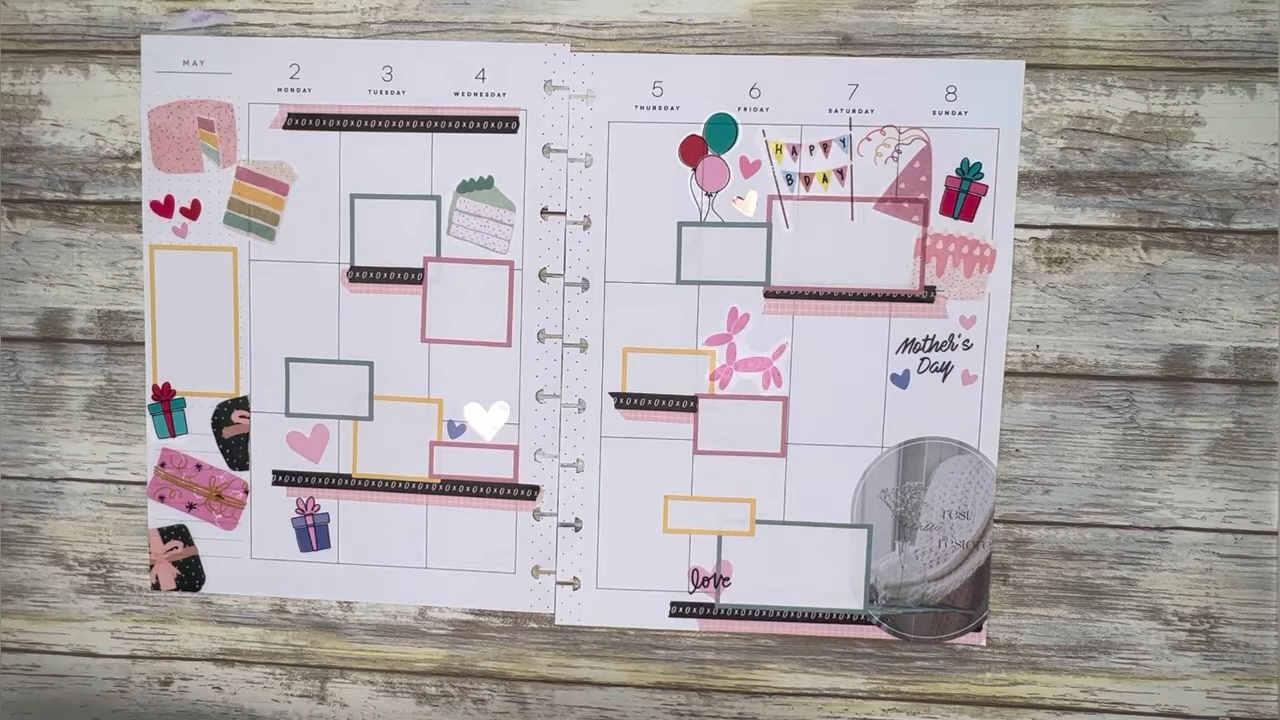 MAY
2
MONDAY
3
TUESDAY
4
WEDNESDAY
5
THURSDAY
6
FRIDAY
7
SATURDAY
8
SUNDAY
HAPPY
BDAY
Mother's
Day
rest
restore
love